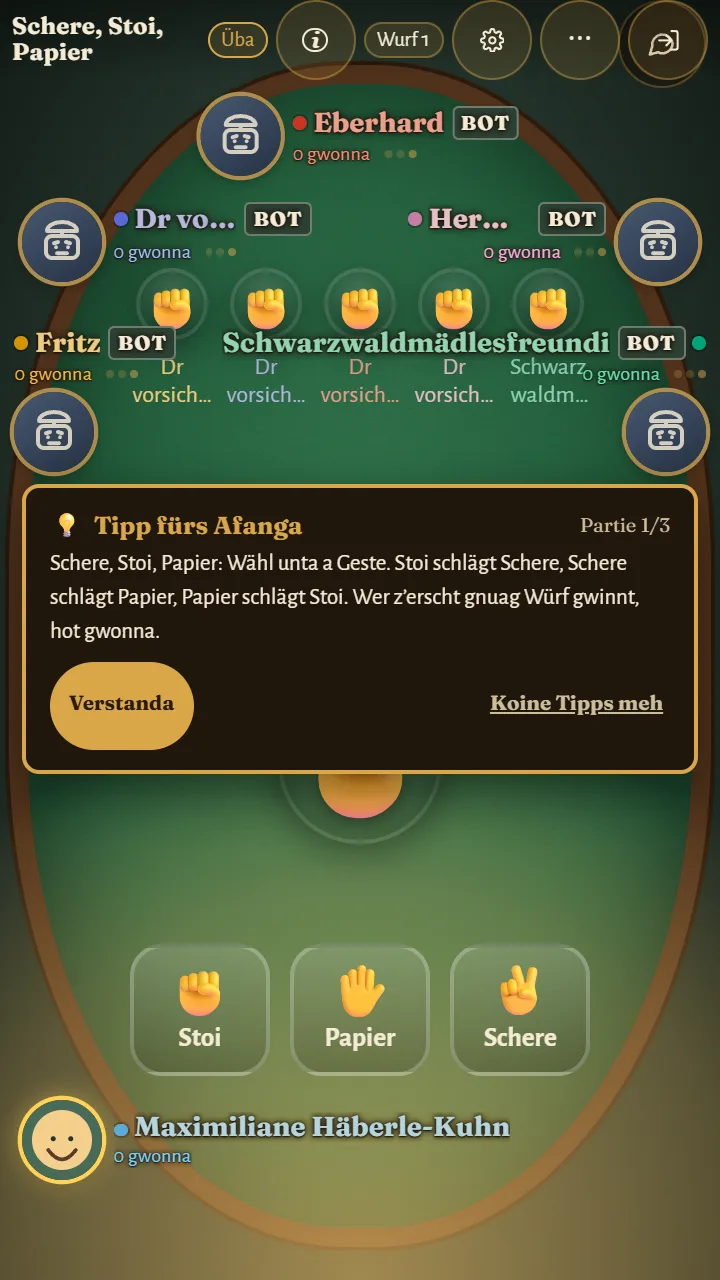 Schere, Stoi,
Papier
Üba
Wurf 1
...
Eberhard BOT
0 gwonna
Dr vo... BOT
0 gwonna
Her... BOT
0 gwonna
Fritz BOT
0 gwonna
Schwarzwaldmädlesfreundi BOT
0 gwonna
Dr
vorsich...
Dr
vorsich...
Dr
vorsich...
Dr
vorsich...
Schwarz
waldm...
Tipp fürs Afanga
Partie 1/3
Schere, Stoi, Papier: Wähl unta a Geste. Stoi schlägt Schere, Schere
schlägt Papier, Papier schlägt Stoi. Wer z’erscht gnuag Würf gwinnt,
hot gwonna.
Verstanda
Koine Tipps meh
Stoi
Papier
Schere
Maximiliane Häberle-Kuhn
0 gwonna